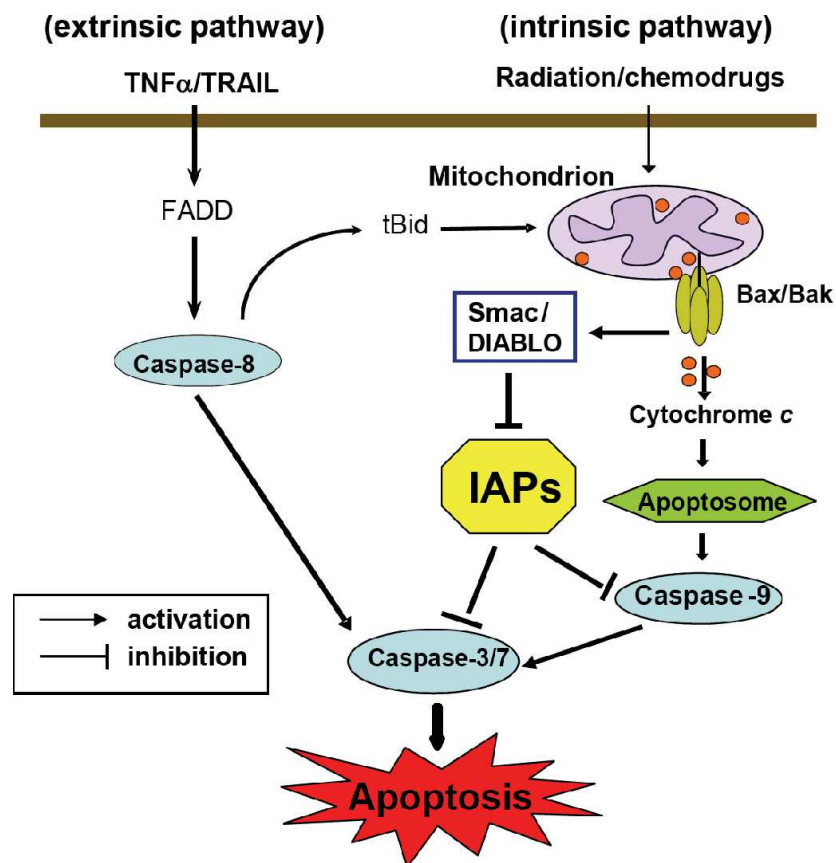 (extrinsic pathway)
(intrinsic pathway)
TNFα/TRAIL
Radiation/chemodrugs
Mitochondrion
FADD
tBid
Bax/Bak
Smac/
DIABLO
Caspase-8
Cytochrome c
IAPs
Apoptosome
Caspase -9
activation
inhibition
Caspase-3/7
Apoptosis